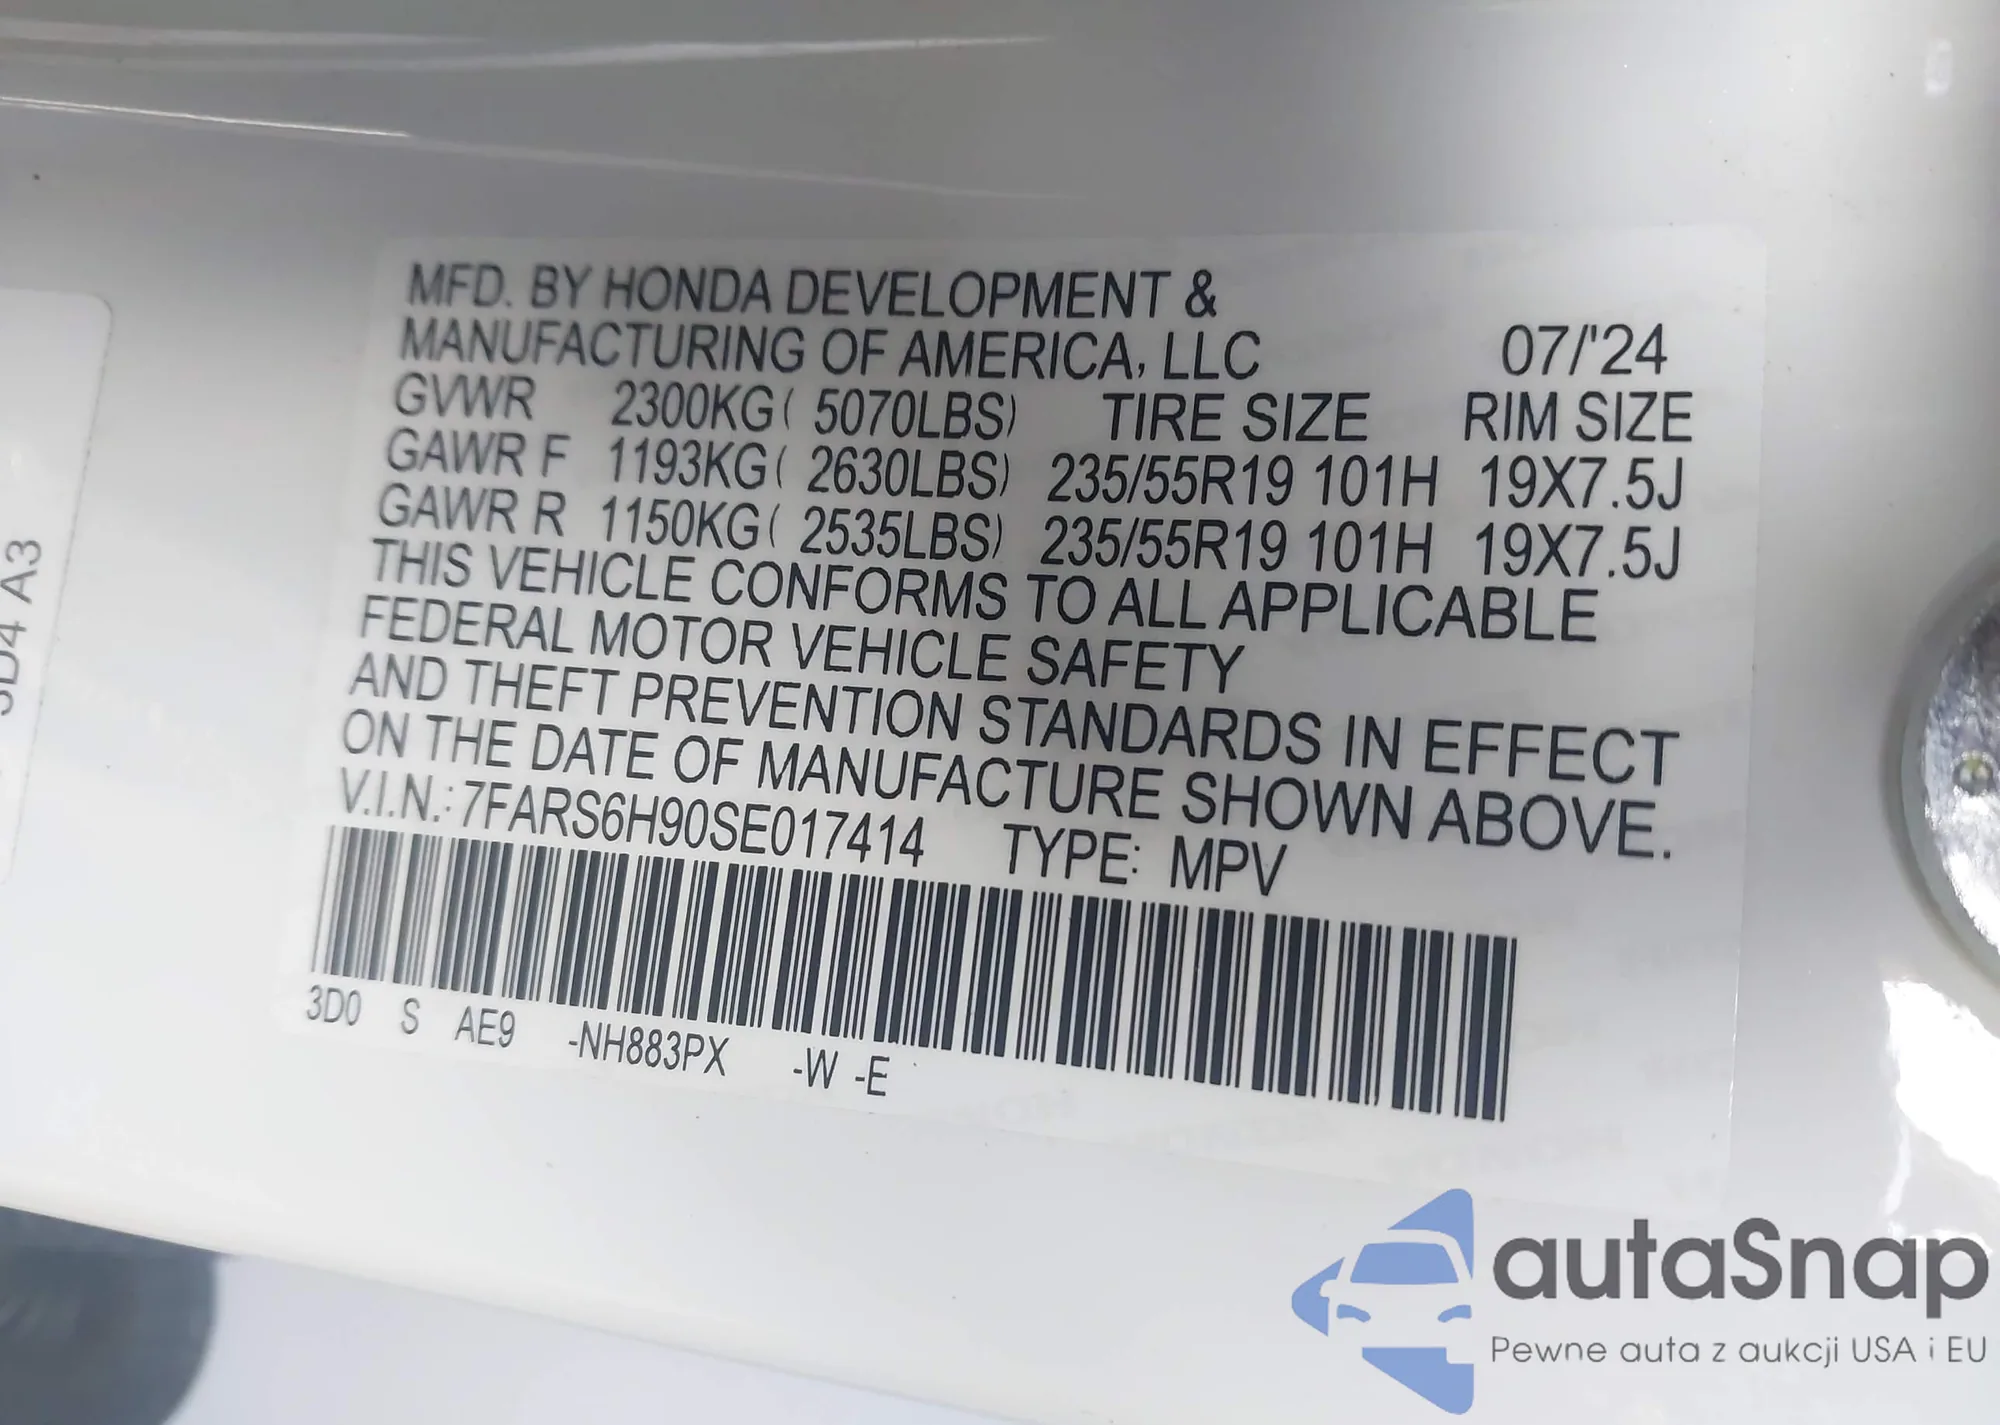 MFD. BY HONDA DEVELOPMENT &
MANUFACTURING OF AMERICA, LLC 07/'24
GVWR 2300KG( 5070LBS) TIRE SIZE RIM SIZE
GAWR F 1193KG( 2630LBS) 235/55R19 101H 19X7.5J
GAWR R 1150KG( 2535LBS) 235/55R19 101H 19X7.5J
THIS VEHICLE CONFORMS TO ALL APPLICABLE
FEDERAL MOTOR VEHICLE SAFETY
AND THEFT PREVENTION STANDARDS IN EFFECT
ON THE DATE OF MANUFACTURE SHOWN ABOVE.
V.I.N.: 7FARS6H90SE017414 TYPE: MPV
3D0 S AE9 -NH883PX -W -E
A3
autaSnap
Pewne auta z aukcji USA i EU